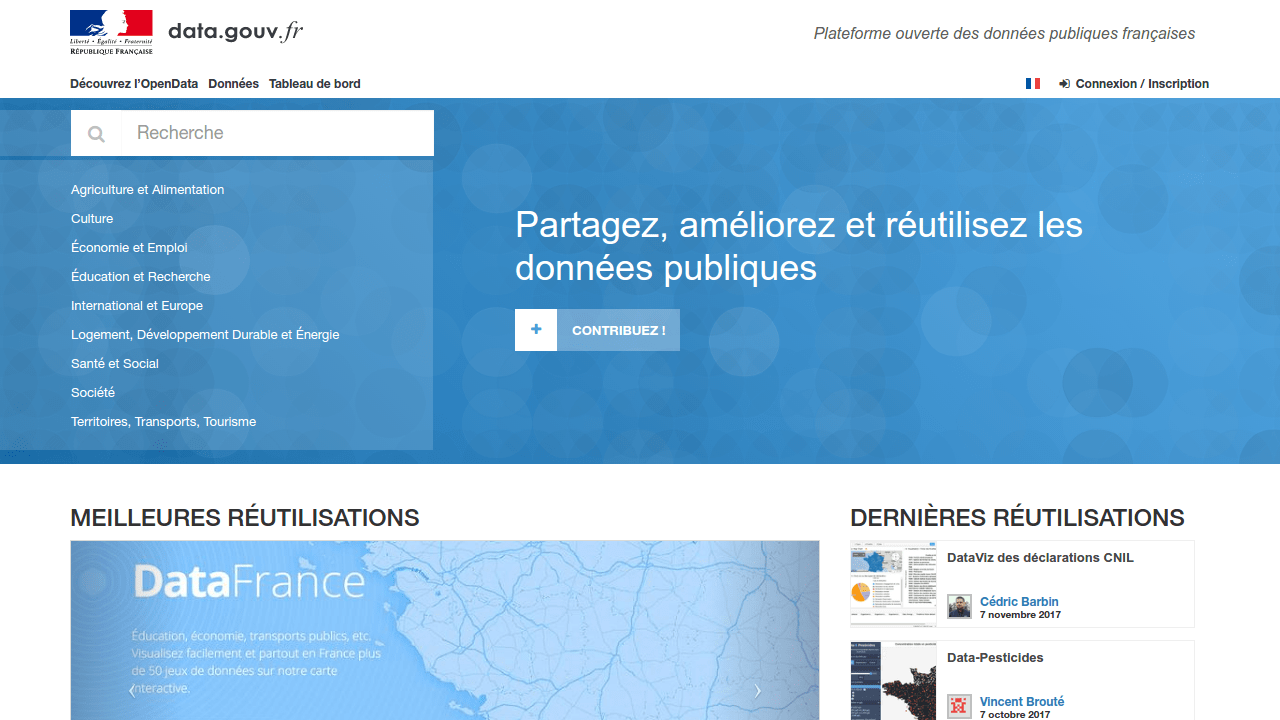 Liberté • Égalité • Fraternité
RÉPUBLIQUE FRANÇAISE
data.gouv.fr
Plateforme ouverte des données publiques françaises
Découvrez l'OpenData Données Tableau de bord
Connexion / Inscription
Recherche
Agriculture et Alimentation
Culture
Économie et Emploi
Éducation et Recherche
International et Europe
Logement, Développement Durable et Énergie
Santé et Social
Société
Territoires, Transports, Tourisme
Partagez, améliorez et réutilisez les
données publiques
+ CONTRIBUEZ !
MEILLEURES RÉUTILISATIONS
DataFrance
Éducation, économie, transports publics, etc.
Visualisez facilement et partout en France plus
de 50 jeux de données sur notre carte
interactive.
DERNIÈRES RÉUTILISATIONS
DataViz des déclarations CNIL
Cédric Barbin
7 novembre 2017
Data-Pesticides
Vincent Brouté
7 octobre 2017